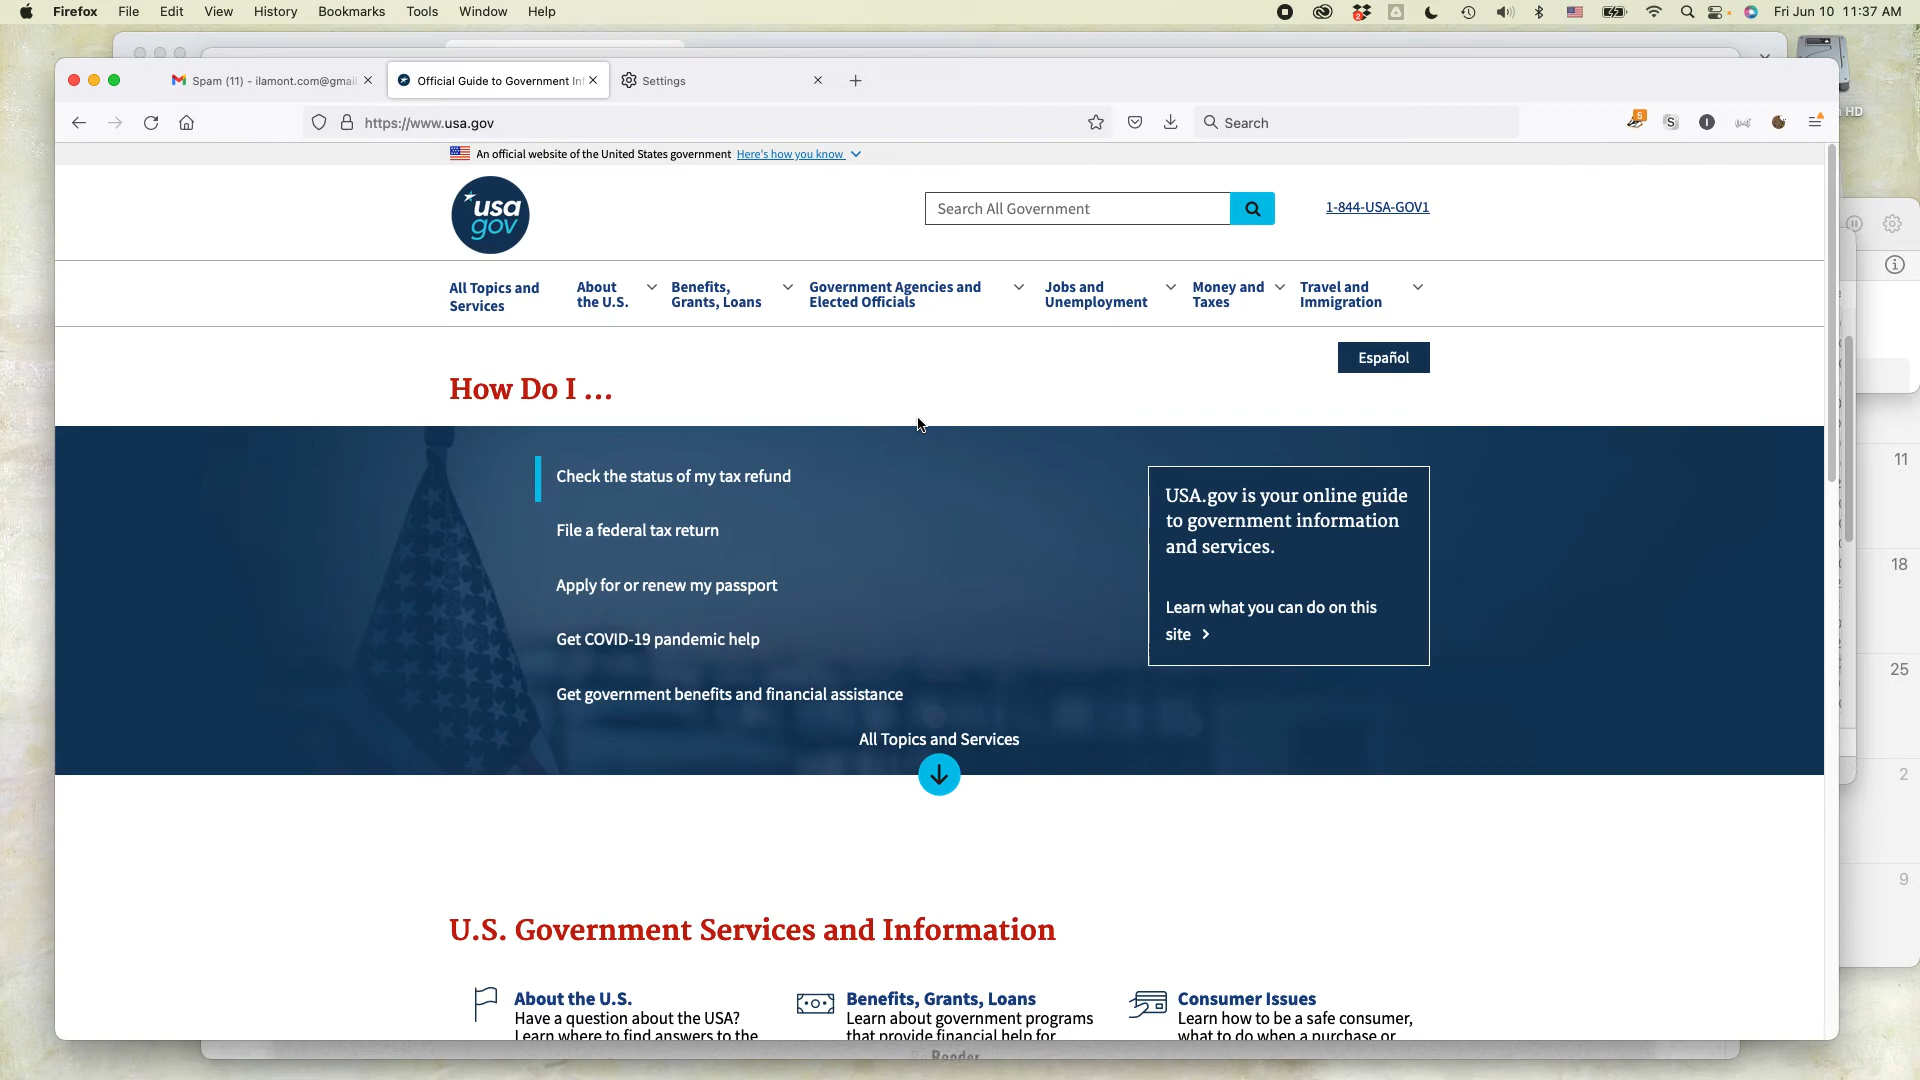 Firefox File Edit View History Bookmarks Tools Window Help
Fri Jun 10 11:37 AM
Spam (11) - ilamont.com@gmai
Official Guide to Government In
Settings
HD
https://www.usa.gov
Search
5
S
An official website of the United States government Here's how you know
usa
gov
Search All Government
1-844-USA-GOV1
All Topics and
Services
About
the U.S.
Benefits,
Grants, Loans
Government Agencies and
Elected Officials
Jobs and
Unemployment
Money and
Taxes
Travel and
Immigration
Español
How Do I ...
Check the status of my tax refund
File a federal tax return
Apply for or renew my passport
Get COVID-19 pandemic help
Get government benefits and financial assistance
USA.gov is your online guide
to government information
and services.
Learn what you can do on this
site >
All Topics and Services
11
18
25
2
9
U.S. Government Services and Information
About the U.S.
Have a question about the USA?
Learn where to find answers to the
Benefits, Grants, Loans
Learn about government programs
that provide financial help for
Consumer Issues
Learn how to be a safe consumer,
what to do when a purchase or
Reader